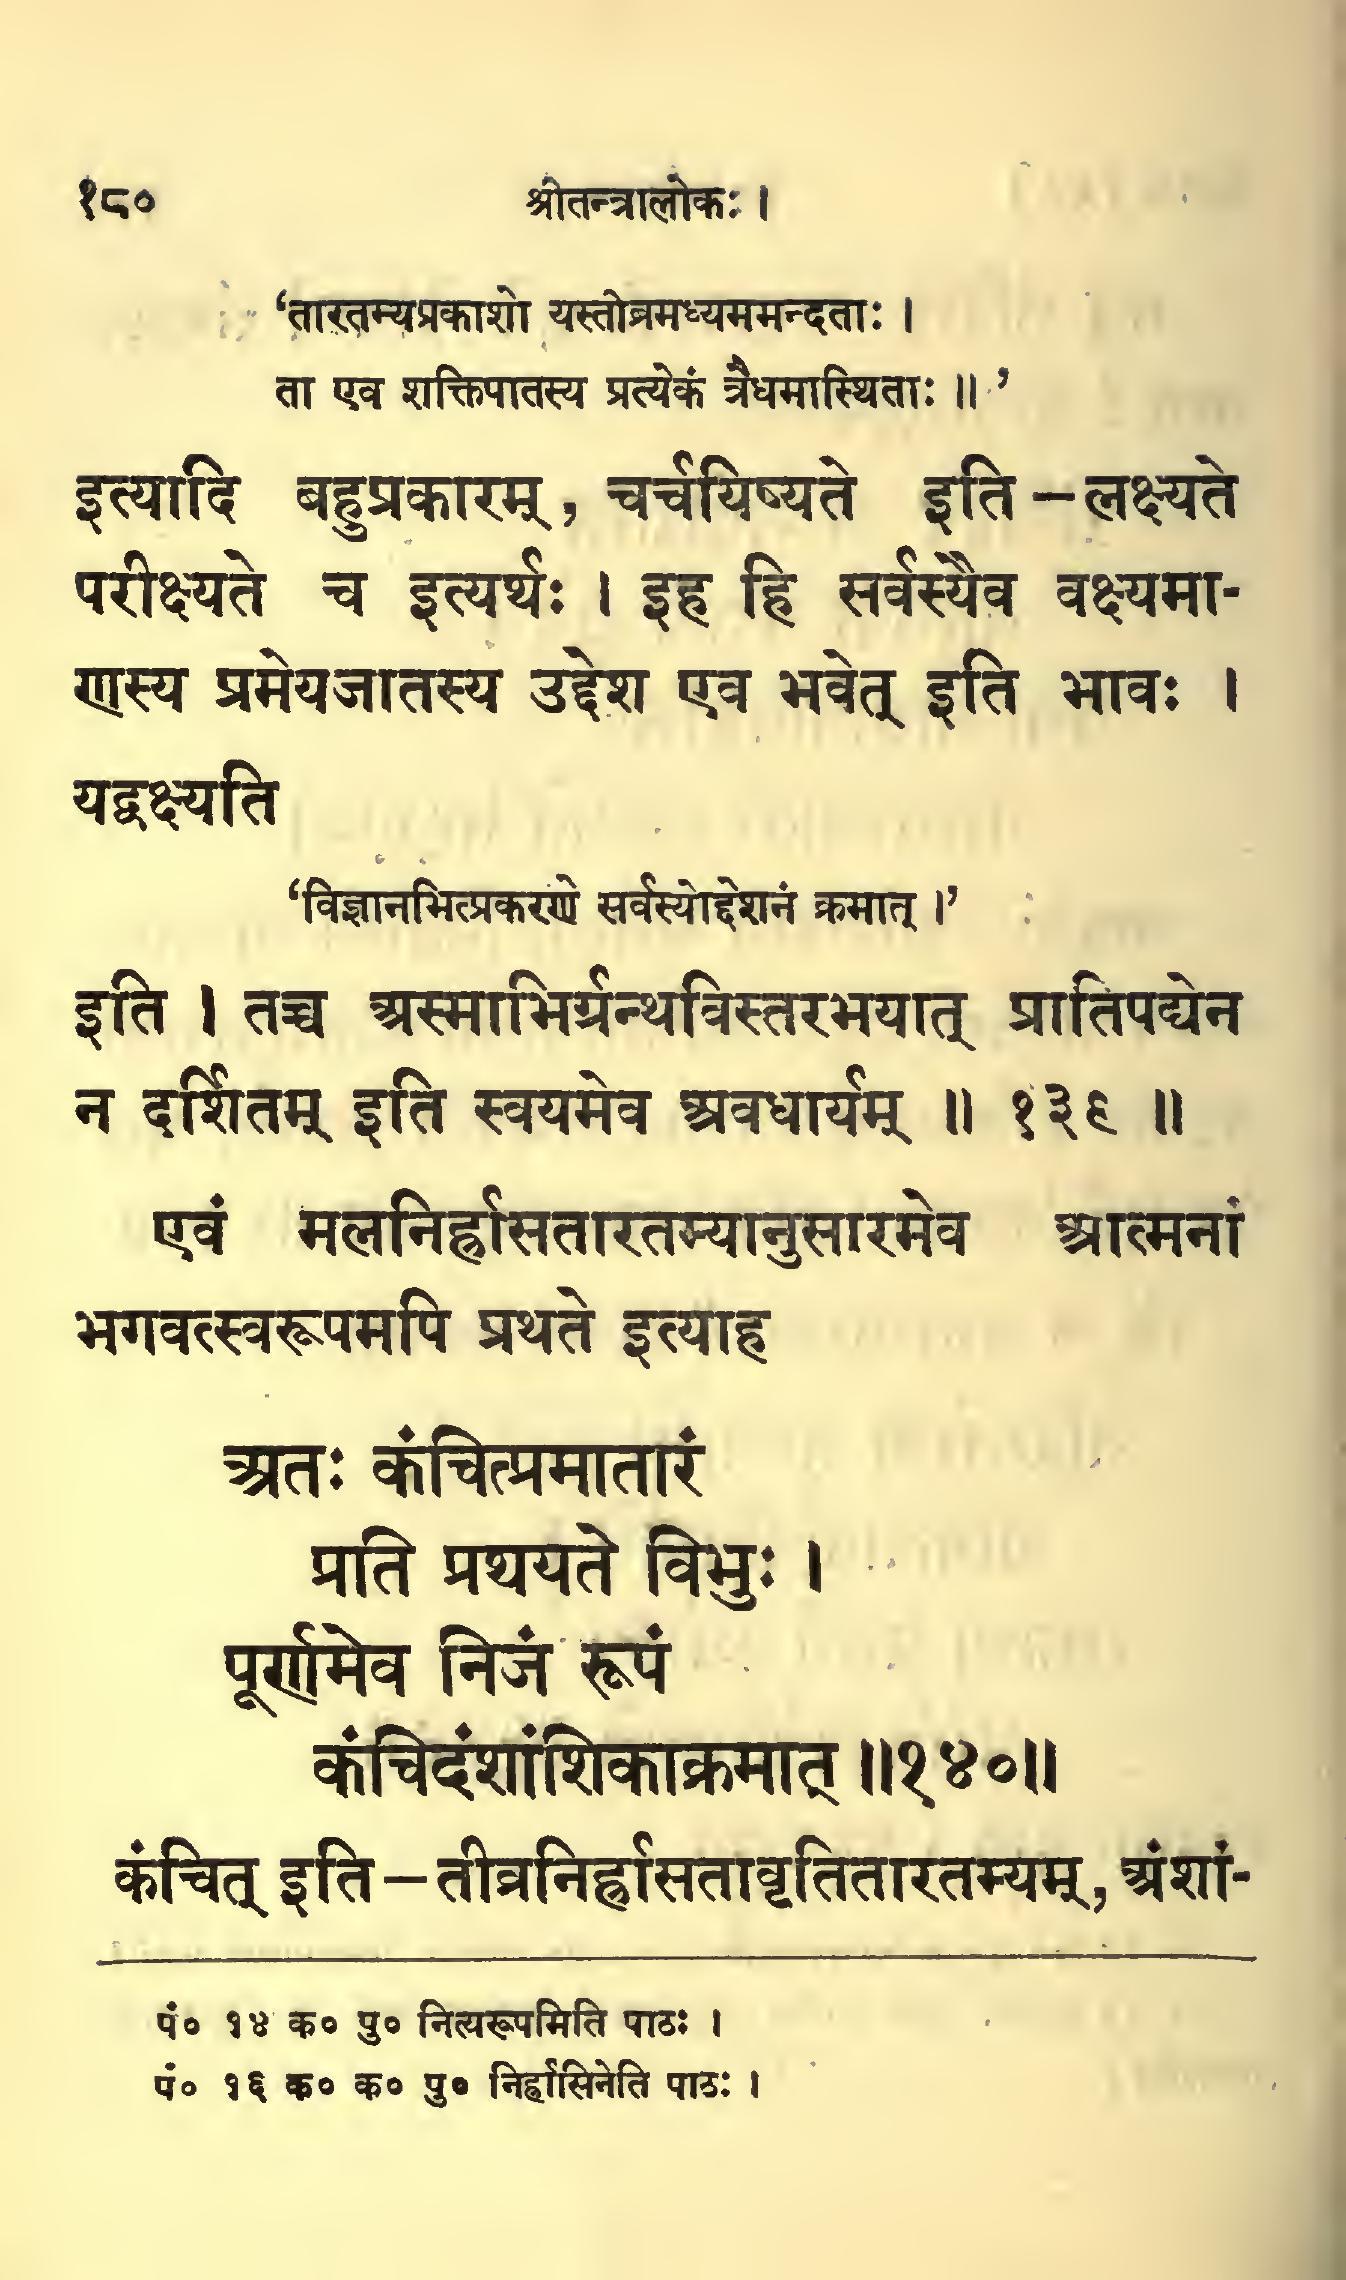 १८० श्रीतन्त्रालोकः ।
‘तारतम्यप्रकाशो यस्तीव्रमध्यममन्दताः ।
ता एव शक्तिपातस्य प्रत्येकं त्रैधमास्थिताः ॥’
इत्यादि बहुप्रकारम्, चर्चयिष्यते इति – लक्ष्यते
परीक्ष्यते च इत्यर्थः । इह हि सर्वस्यैव वक्ष्यमा-
णस्य प्रमेयजातस्य उद्देश एव भवेत् इति भावः ।
यद्वक्ष्यति
‘विज्ञानभित्प्रकरणे सर्वस्योद्देशनं क्रमात् ।’
इति । तच्च अस्माभिर्ग्रन्थविस्तरभयात् प्रातिपद्येन
न दर्शितम् इति स्वयमेव अवधार्यम् ॥ १३९ ॥
एवं मलनिर्ह्रासतारतम्यानुसारमेव आत्मनां
भगवत्स्वरूपमपि प्रथते इत्याह
अतः कंचित्प्रमातारं
प्रति प्रथयते विभुः ।
पूर्णमेव निजं रूपं
कंचिदंशांशिकाक्रमात् ॥१४०॥
कंचित् इति – तीव्रनिर्ह्रासतावृतितारतम्यम्, अंशां-
पं० १४ क० पु० नित्यरूपमिति पाठः ।
पं० १६ क० क० पु० निर्ह्रासिनेति पाठः ।